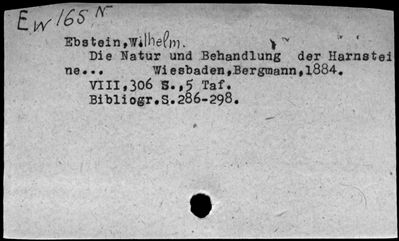 Ew 165 N
Ebstein,Wilhelm.
Die Natur und Behandlung der Harnstei
ne... Wiesbaden,Bergmann,1884.
VIII,306 S.,5 Taf.
Bibliogr.S.286-298.